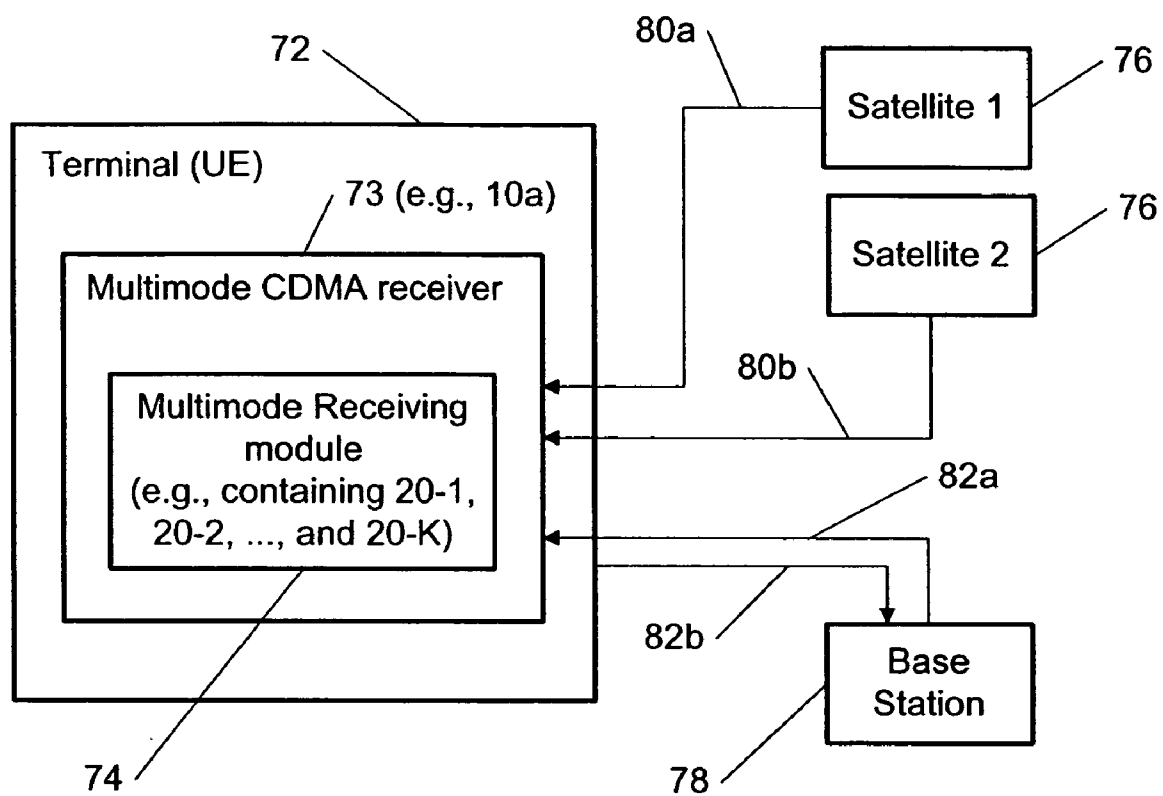 72
80a
76
Satellite 1
Terminal (UE)
73 (e.g., 10a)
76
Satellite 2
Multimode CDMA receiver
80b
Multimode Receiving
module
(e.g., containing 20-1,
20-2, ..., and 20-K)
82a
82b
Base
Station
74
78